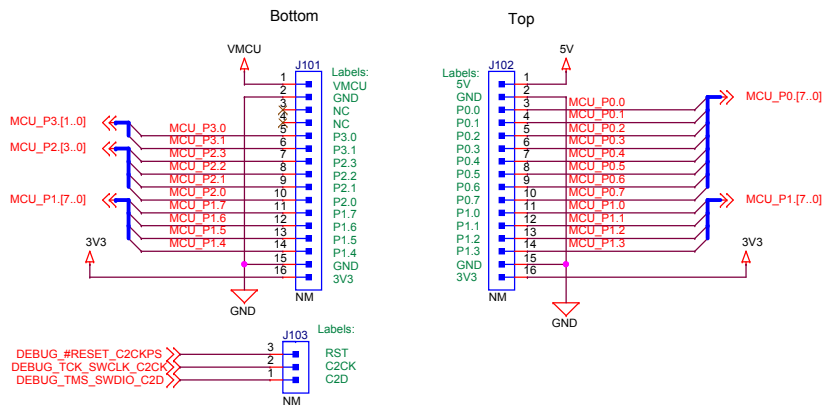 Bottom
Top
VMCU
5V
J101
Labels:
Labels:
J102
1 VMCU
2 GND
3 NC
4 NC
MCU_P3.[1..0]
MCU_P3.0 5 P3.0
MCU_P3.1 6 P3.1
MCU_P2.[3..0]
MCU_P2.3 7 P2.3
MCU_P2.2 8 P2.2
MCU_P2.1 9 P2.1
MCU_P2.0 10 P2.0
MCU_P1.[7..0]
MCU_P1.7 11 P1.7
MCU_P1.6 12 P1.6
MCU_P1.5 13 P1.5
MCU_P1.4 14 P1.4
3V3
15 GND
16 3V3
NM
GND
5V 1
GND 2
P0.0 3 MCU_P0.0
MCU_P0.[7..0]
P0.1 4 MCU_P0.1
P0.2 5 MCU_P0.2
P0.3 6 MCU_P0.3
P0.4 7 MCU_P0.4
P0.5 8 MCU_P0.5
P0.6 9 MCU_P0.6
P0.7 10 MCU_P0.7
MCU_P1.[7..0]
P1.0 11 MCU_P1.0
P1.1 12 MCU_P1.1
P1.2 13 MCU_P1.2
P1.3 14 MCU_P1.3
3V3
GND 15
3V3 16
NM
GND
J103
Labels:
DEBUG_#RESET_C2CKPS 3 RST
DEBUG_TCK_SWCLK_C2CK 2 C2CK
DEBUG_TMS_SWDIO_C2D 1 C2D
NM